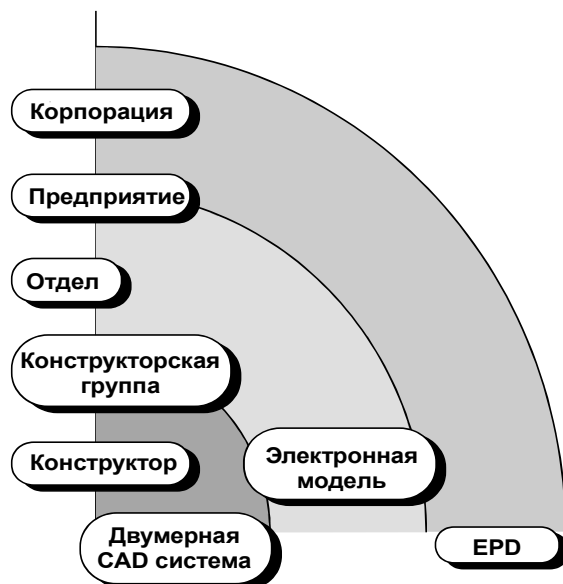 Корпорация
Предприятие
Отдел
Конструкторская
группа
Конструктор
Электронная
модель
Двумерная
CAD система
EPD